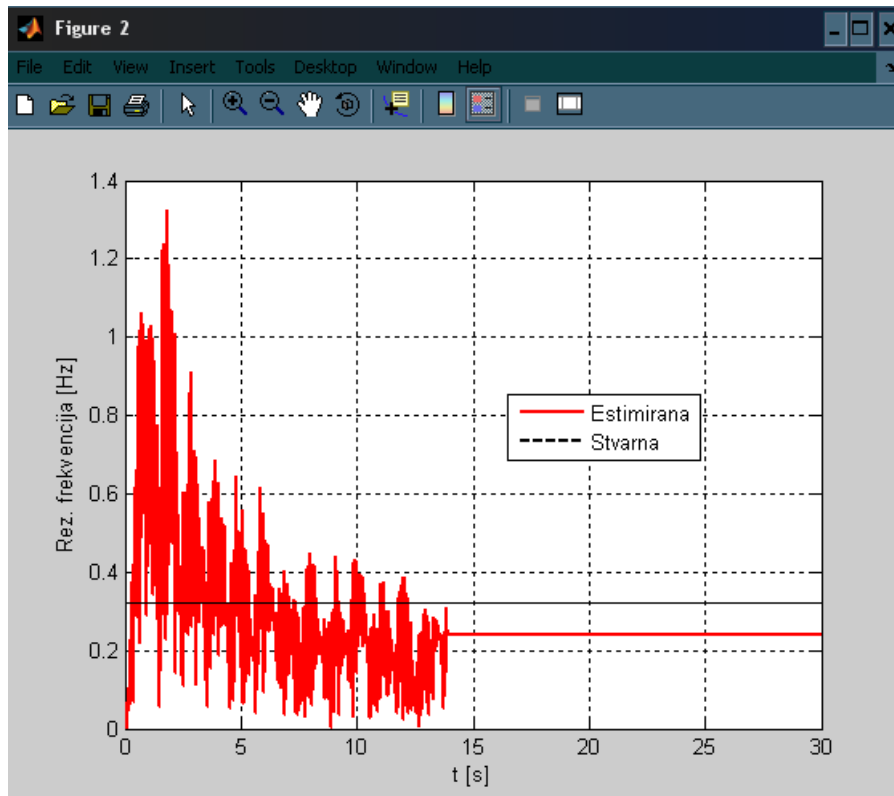 Figure 2
File Edit View Insert Tools Desktop Window Help
1.4
1.2
1
0.8
0.6
0.4
0.2
0
Rez. frekvencija [Hz]
Estimirana
Stvarna
0 5 10 15 20 25 30
t [s]